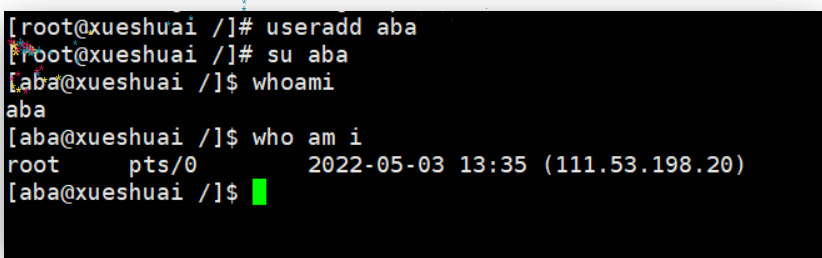 [root@xueshuai /]# useradd aba
[root@xueshuai /]# su aba
[aba@xueshuai /]$ whoami
aba
[aba@xueshuai /]$ who am i
root     pts/0        2022-05-03 13:35 (111.53.198.20)
[aba@xueshuai /]$